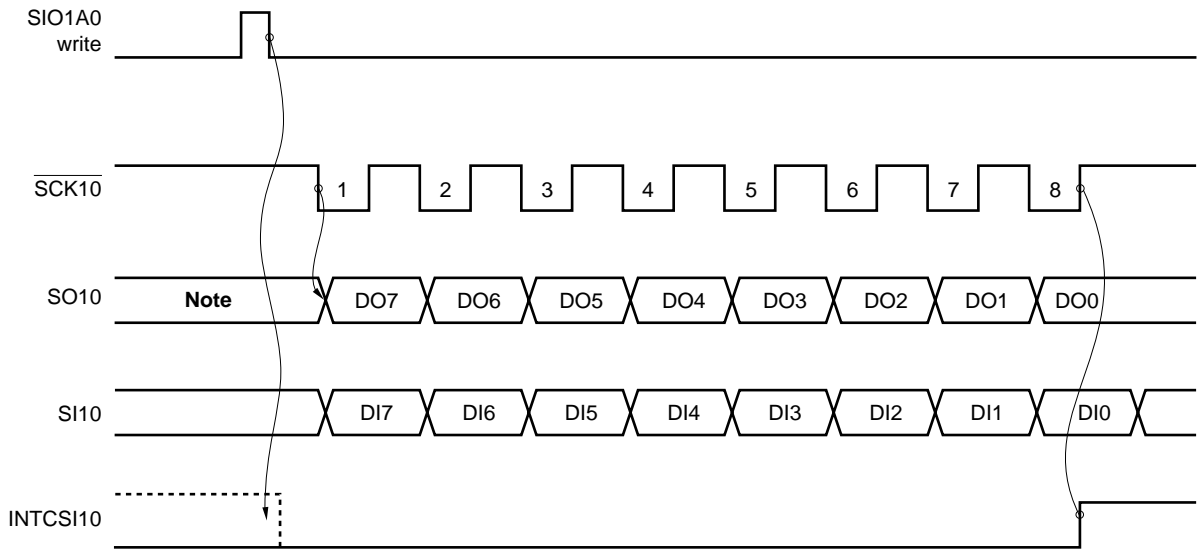 SIO1A0
write
SCK10
1 2 3 4 5 6 7 8
SO10
Note DO7 DO6 DO5 DO4 DO3 DO2 DO1 DO0
SI10
DI7 DI6 DI5 DI4 DI3 DI2 DI1 DI0
INTCSI10